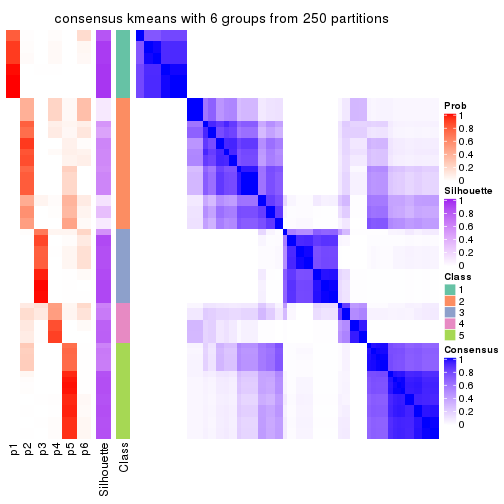 consensus kmeans with 6 groups from 250 partitions
Prob
1
0.8
0.6
0.4
0.2
0
Silhouette
1
0.8
0.6
0.4
0.2
0
Class
1
2
3
4
5
Consensus
1
0.8
0.6
0.4
0.2
0
p1
p2
p3
p4
p5
p6
Silhouette
Class